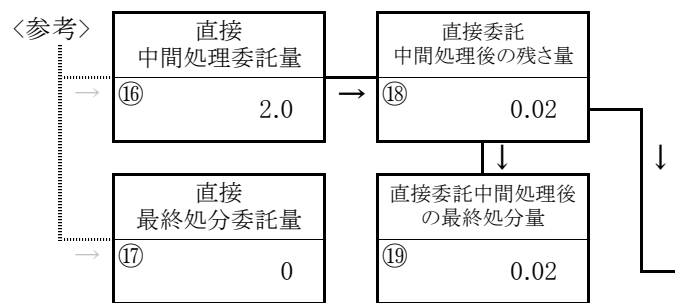 〈参考〉
直接
中間処理委託量
→
⑯
2.0
→
直接委託
中間処理後の残さ量
⑱
0.02
↓
↓
直接
最終処分委託量
→
⑰
0
直接委託中間処理後
の最終処分量
⑲
0.02